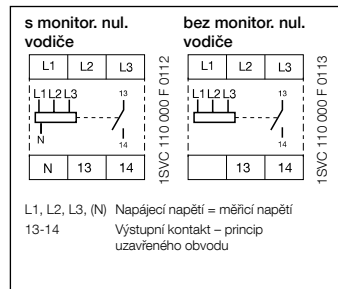 s monitor. nul.
vodiče
L1 L2 L3
L1 L2 L3
13
N
14
N 13 14
1SVC 110 000 F 0112
bez monitor. nul.
vodiče
L1 L2 L3
L1 L2 L3
13
14
13 14
1SVC 110 000 F 0113
L1, L2, L3, (N) Napájecí napětí = měřicí napětí
13-14 Výstupní kontakt – princip
uzavřeného obvodu